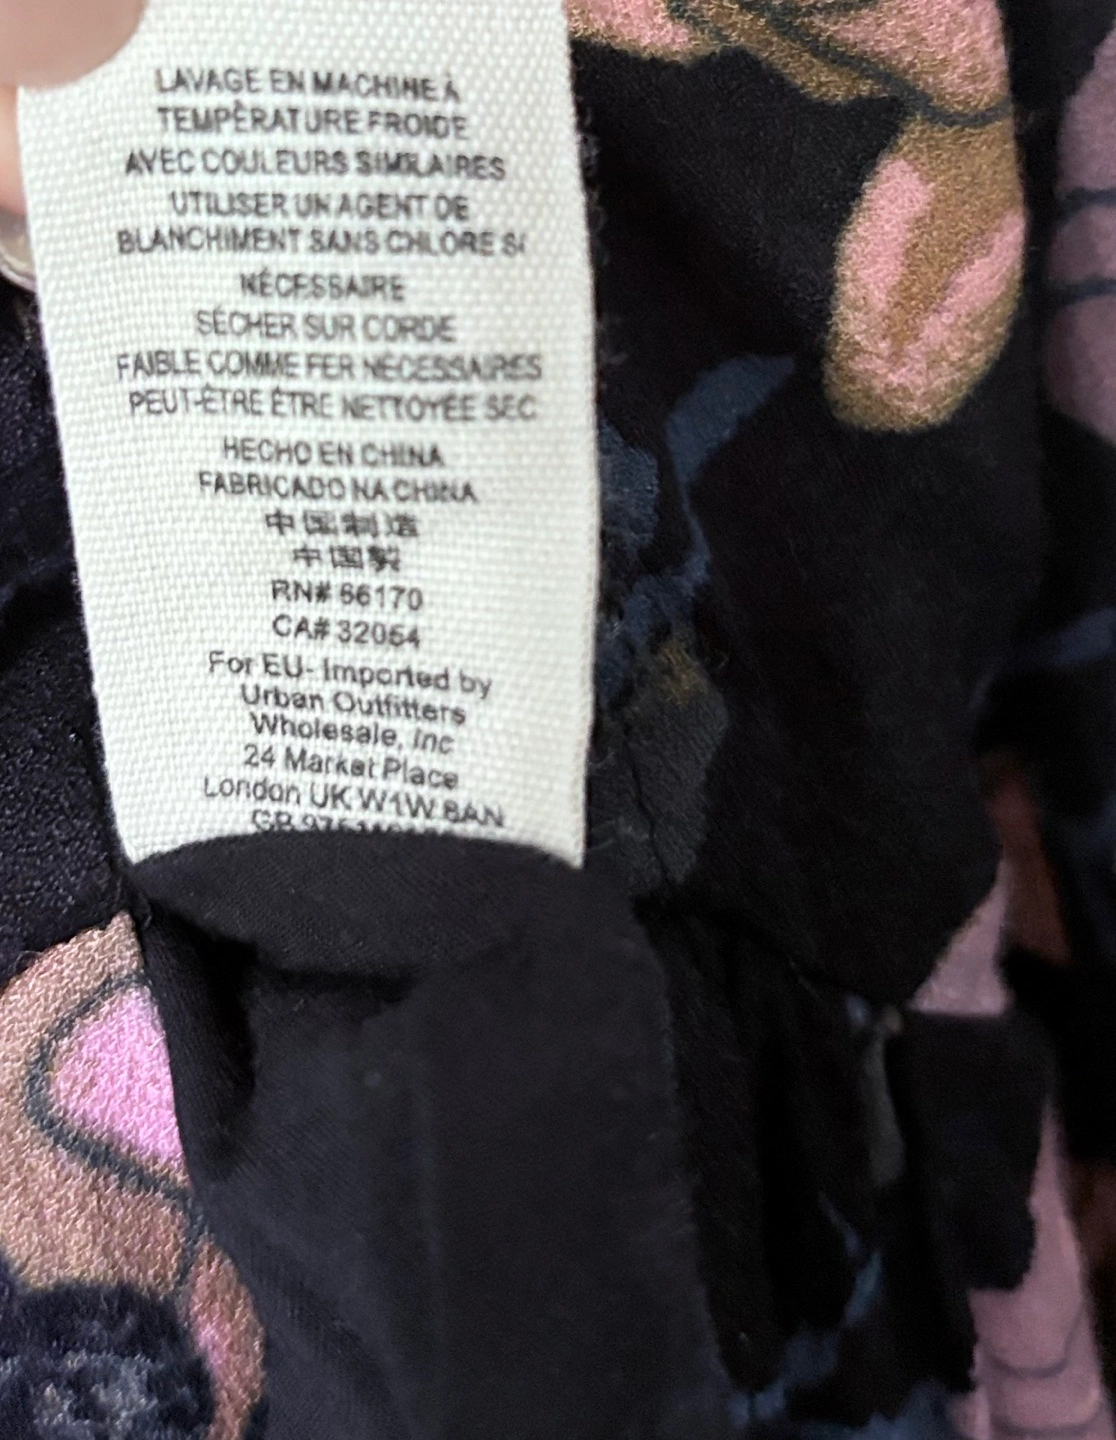 LAVAGE EN MACHINE À
TEMPÈRATURE FROIDE
AVEC COULEURS SIMILAIRES
UTILISER UN AGENT DE
BLANCHIMENT SANS CHLORE SI
NÉCESSAIRE
SÉCHER SUR CORDE
FAIBLE COMME FER NÉCESSAIRES
PEUT-ÊTRE ÊTRE NETTOYÉE SEC
HECHO EN CHINA
FABRICADO NA CHINA
中国制造
中国製
RN# 66170
CA# 32054
For EU- Imported by
Urban Outfitters
Wholesale, Inc
24 Market Place
London UK W1W 8AN
GB